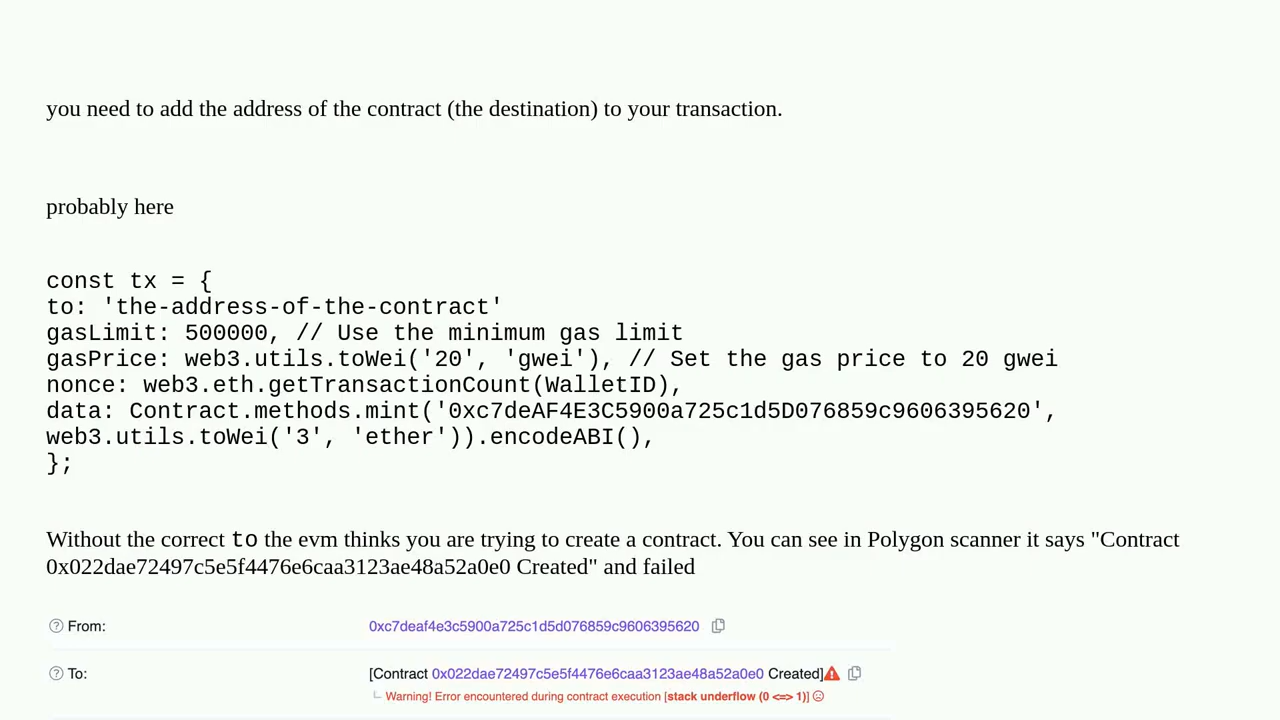 you need to add the address of the contract (the destination) to your transaction.
probably here
const tx = {
to: 'the-address-of-the-contract'
gasLimit: 500000, // Use the minimum gas limit
gasPrice: web3.utils.toWei('20', 'gwei'), // Set the gas price to 20 gwei
nonce: web3.eth.getTransactionCount(WalletID),
data: Contract.methods.mint('0xc7deAF4E3C5900a725c1d5D076859c9606395620',
web3.utils.toWei('3', 'ether')).encodeABI(),
};
Without the correct to the evm thinks you are trying to create a contract. You can see in Polygon scanner it says "Contract
0x022dae72497c5e5f4476e6caa3123ae48a52a0e0 Created" and failed
From: 0xc7deaf4e3c5900a725c1d5d076859c9606395620
To: [Contract 0x022dae72497c5e5f4476e6caa3123ae48a52a0e0 Created]
Warning! Error encountered during contract execution [stack underflow (0 <=> 1)]